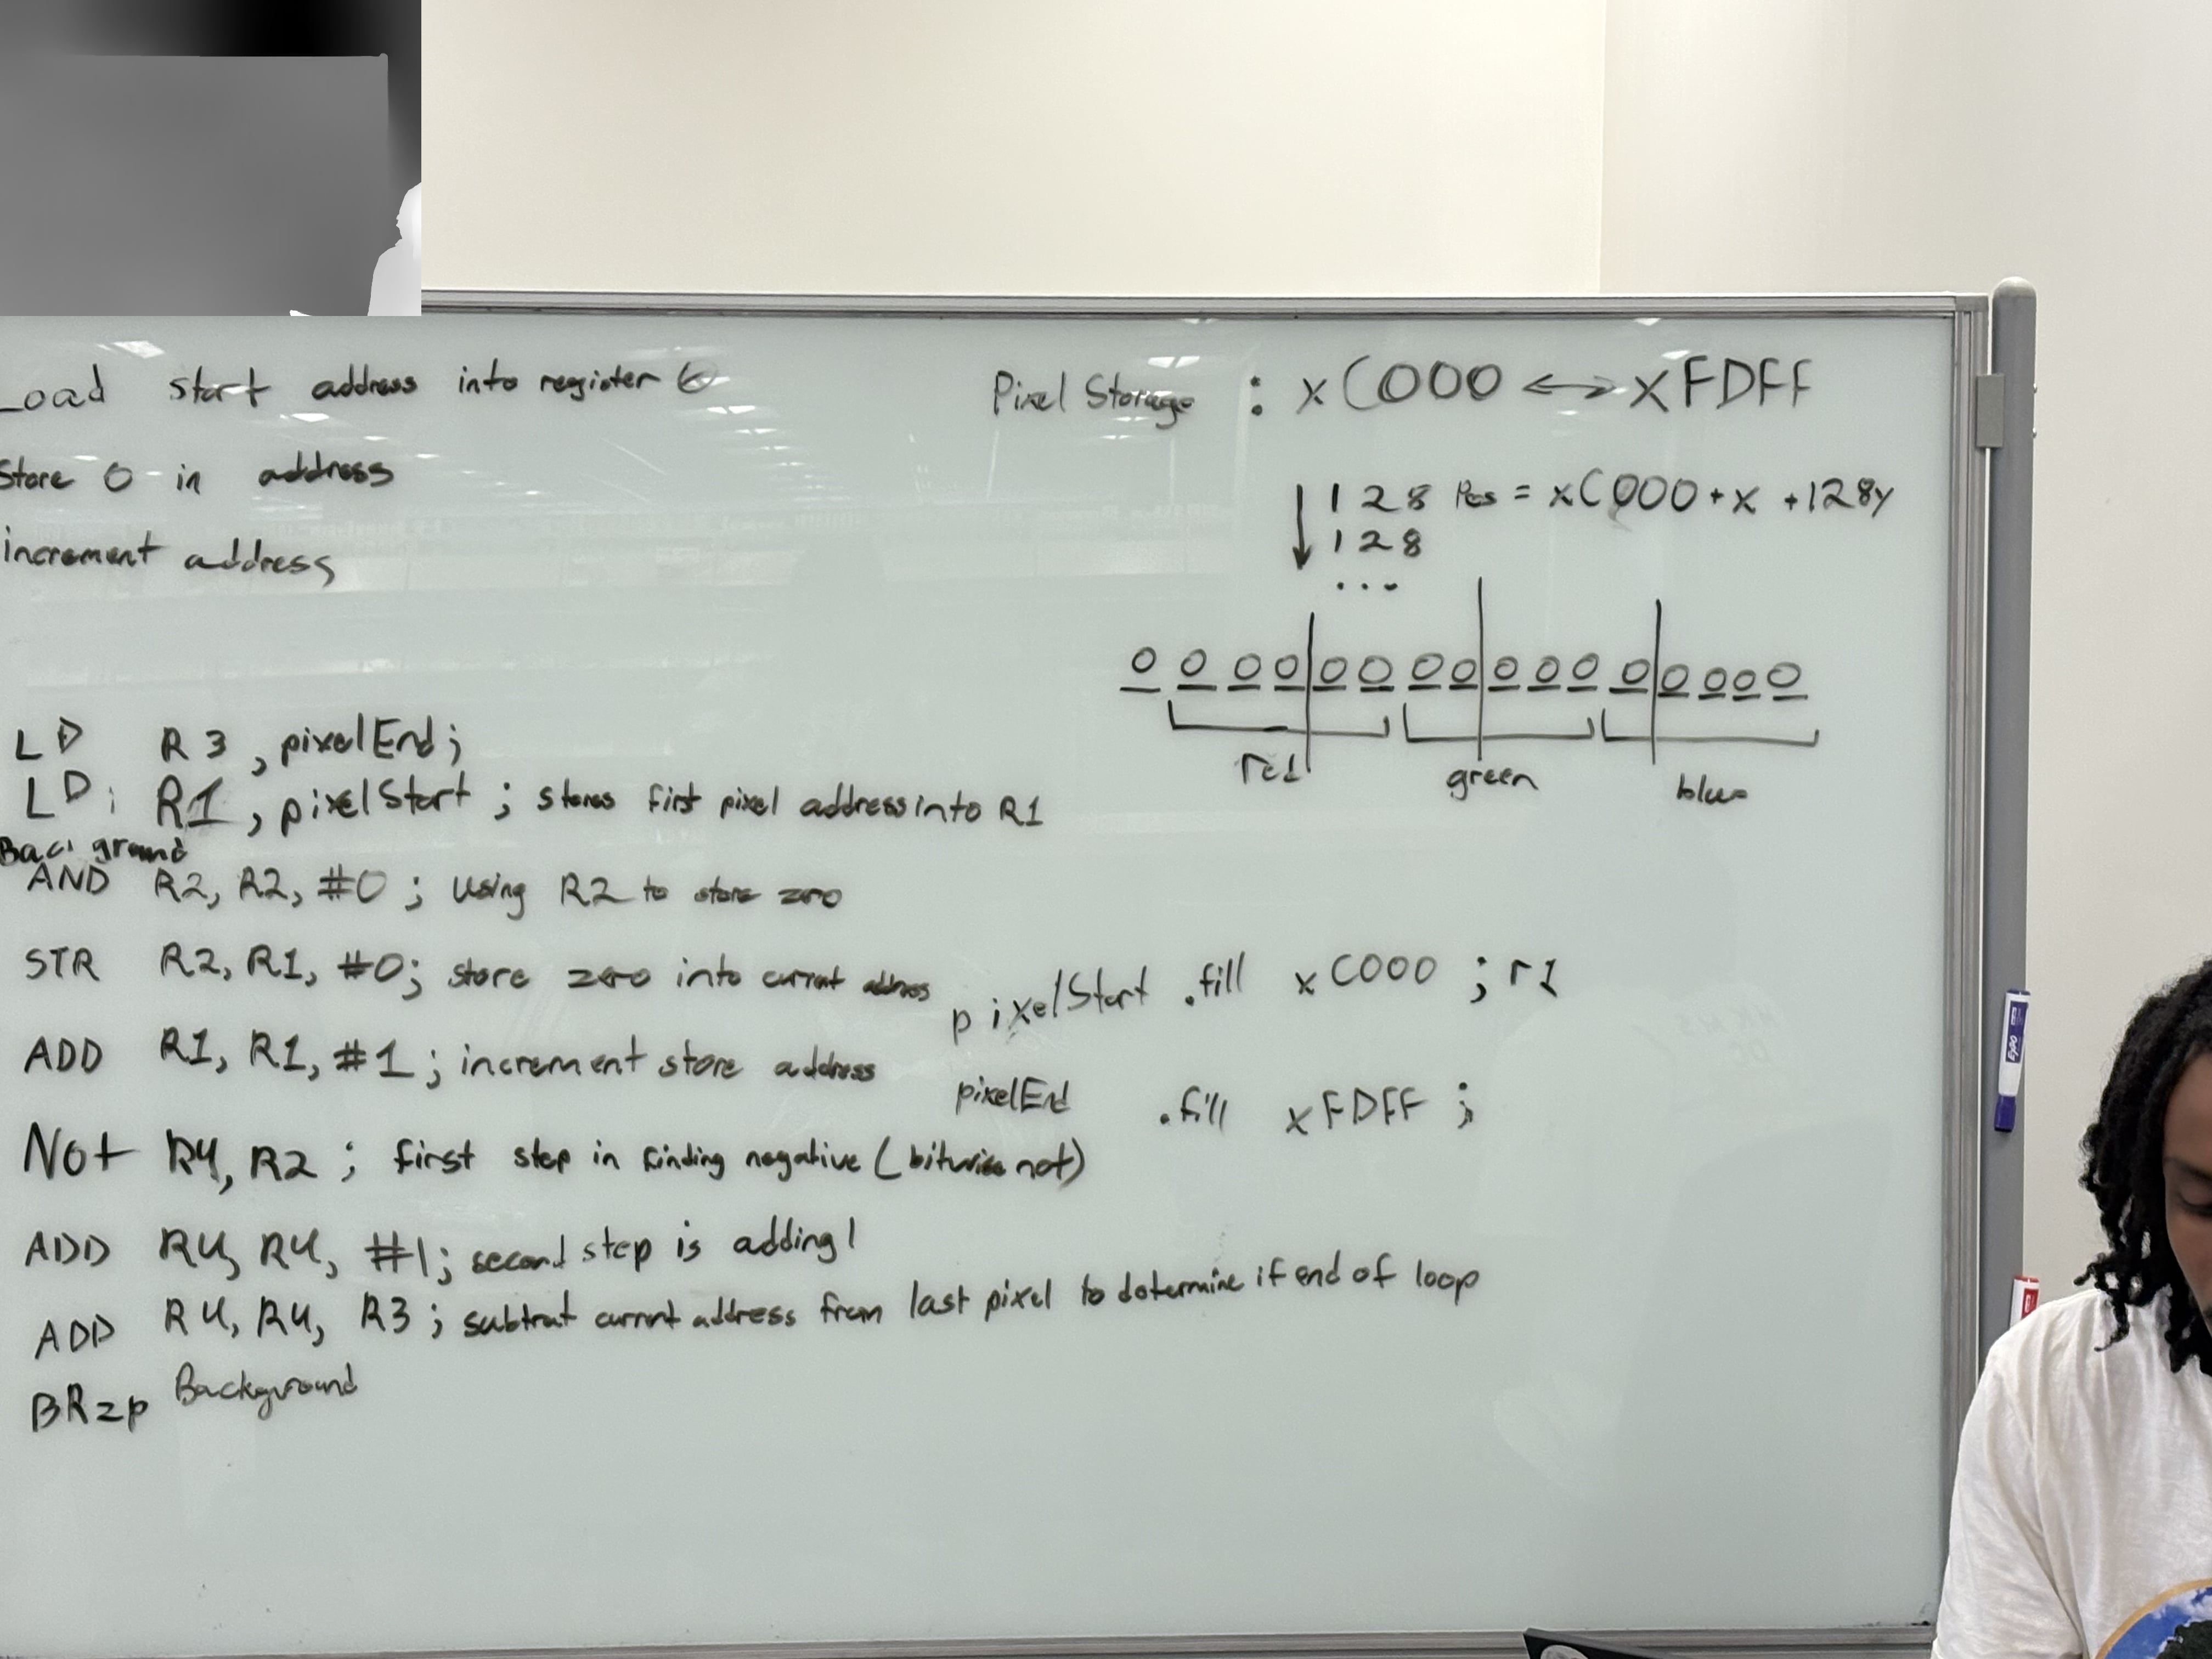 Load start address into register 6
Store 0 in address
increment address
Pixel Storage : xC000 ↔ xFDFF
128 Pos = xC000 + x + 128y
128
...
0 0 0 0 0 0 0 0 0 0 0 0 0 0 0 0
red green blue
LD R3, pixelEnd;
LD; R1, pixelStart ; stores first pixel address into R1
Background
AND R2, R2, #0 ; using R2 to store zero
STR R2, R1, #0; store zero into current address
ADD R1, R1, #1 ; increment store address
Not R4, R2 ; first step in finding negative (bitwise not)
ADD R4, R4, #1; second step is adding 1
ADD R4, R4, R3 ; subtrat current address from last pixel to determine if end of loop
BRzp Background
pixelStart .fill xC000 ; r1
pixelEnd .fill xFDFF ;
EXPO